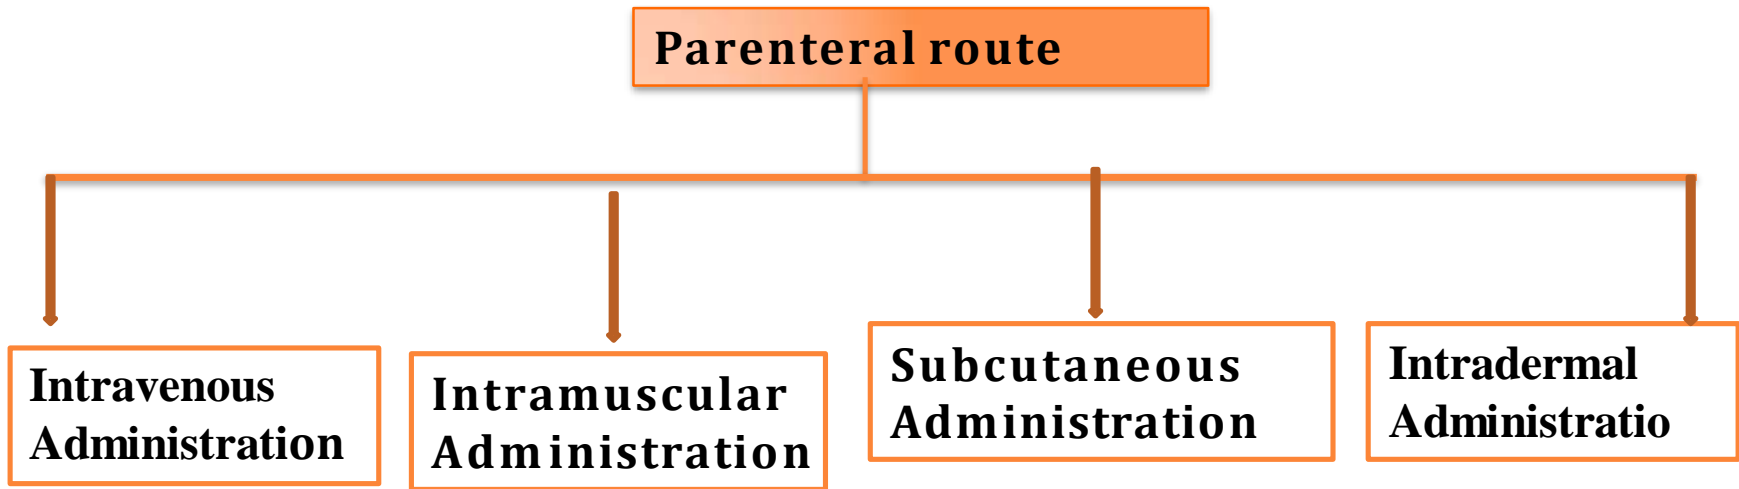 Parenteral route
Intravenous
Administration
Intramuscular
Administration
Subcutaneous
Administration
Intradermal
Administratio